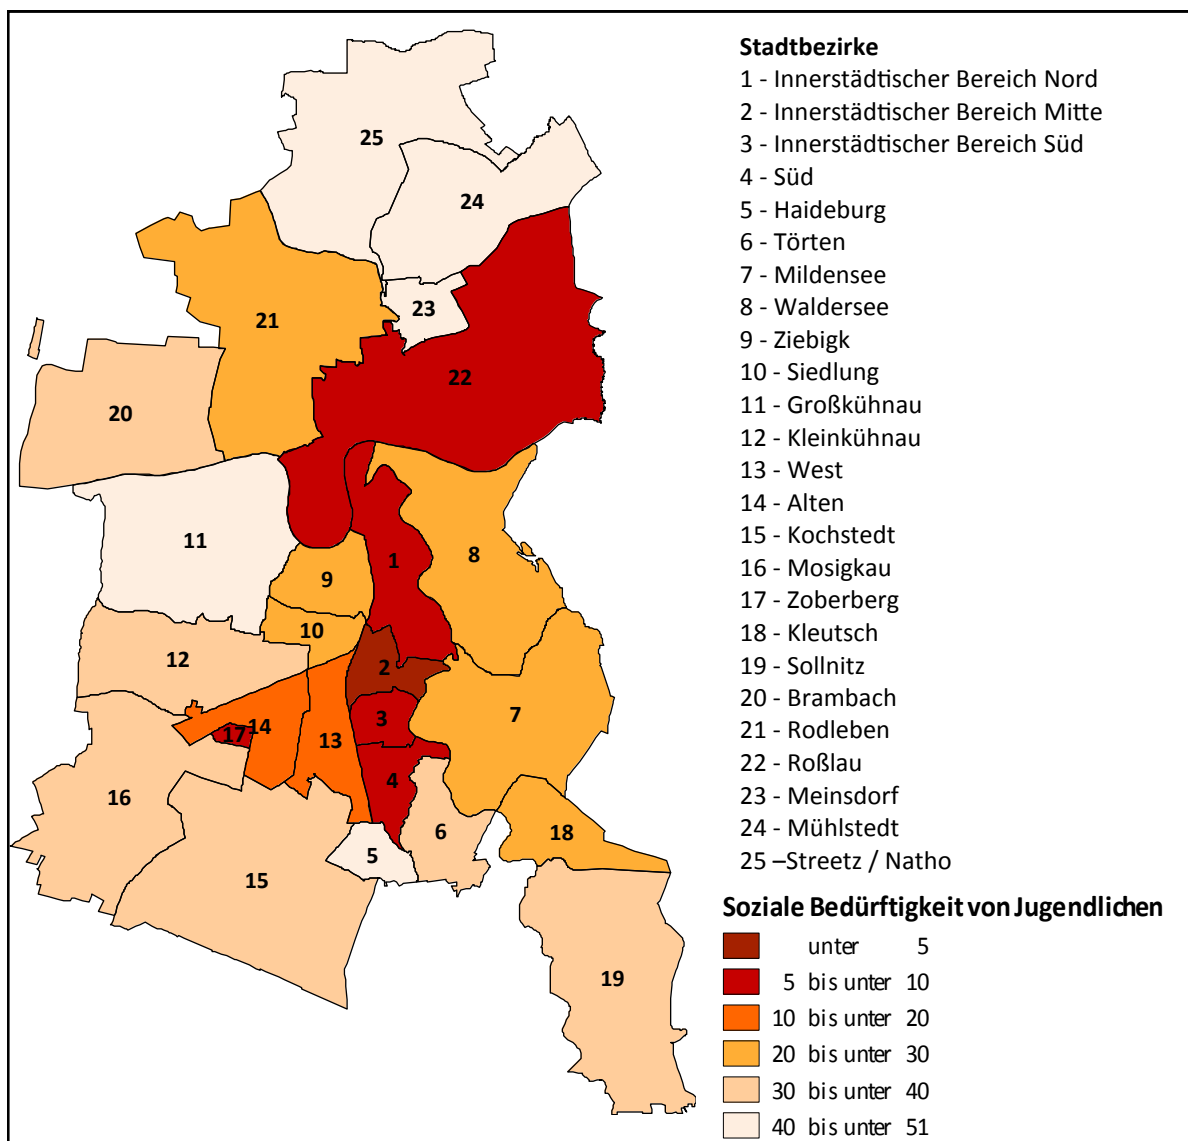 Stadtbezirke
1 - Innerstädtischer Bereich Nord
2 - Innerstädtischer Bereich Mitte
3 - Innerstädtischer Bereich Süd
4 - Süd
5 - Haideburg
6 - Törten
7 - Mildensee
8 - Waldersee
9 - Ziebigk
10 - Siedlung
11 - Großkühnau
12 - Kleinkühnau
13 - West
14 - Alten
15 - Kochstedt
16 - Mosigkau
17 - Zoberberg
18 - Kleutsch
19 - Sollnitz
20 - Brambach
21 - Rodleben
22 - Roßlau
23 - Meinsdorf
24 - Mühlstedt
25 –Streetz / Natho
Soziale Bedürftigkeit von Jugendlichen
unter 5
5 bis unter 10
10 bis unter 20
20 bis unter 30
30 bis unter 40
40 bis unter 51
25
24
23
21
22
20
11
8
1
9
10
12
2
7
3
14
17
13
4
16
6
18
5
15
19